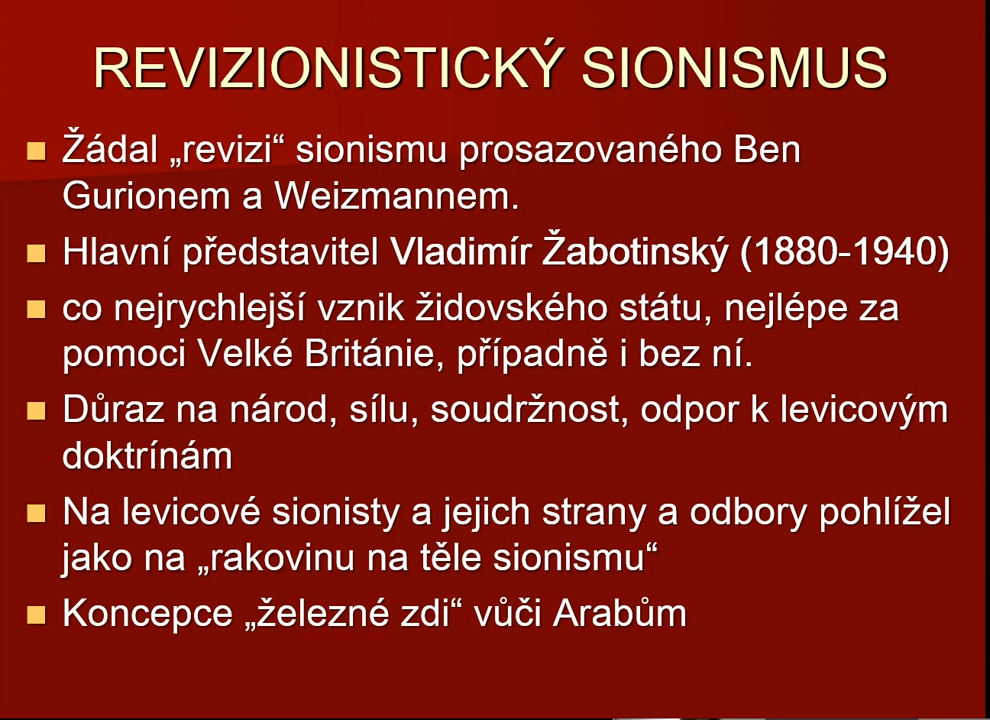 REVIZIONISTICKÝ SIONISMUS
Žádal „revizi“ sionismu prosazovaného Ben
Gurionem a Weizmannem.
Hlavní představitel Vladimír Žabotinský (1880-1940)
co nejrychlejší vznik židovského státu, nejlépe za
pomoci Velké Británie, případně i bez ní.
Důraz na národ, sílu, soudržnost, odpor k levicovým
doktrínám
Na levicové sionisty a jejich strany a odbory pohlížel
jako na „rakovinu na těle sionismu“
Koncepce „železné zdi“ vůči Arabům